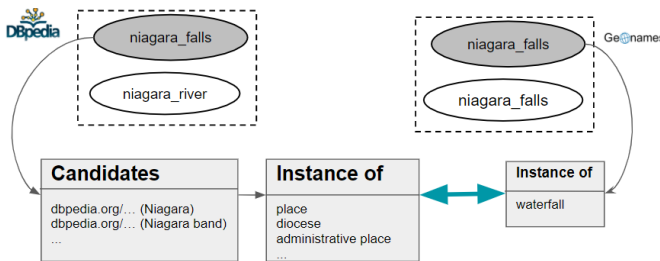 DBpedia
niagara_falls
niagara_river
niagara_falls
niagara_falls
Geonames
Candidates
dbpedia.org/… (Niagara)
dbpedia.org/… (Niagara band)
...
Instance of
place
diocese
administrative place
...
Instance of
waterfall